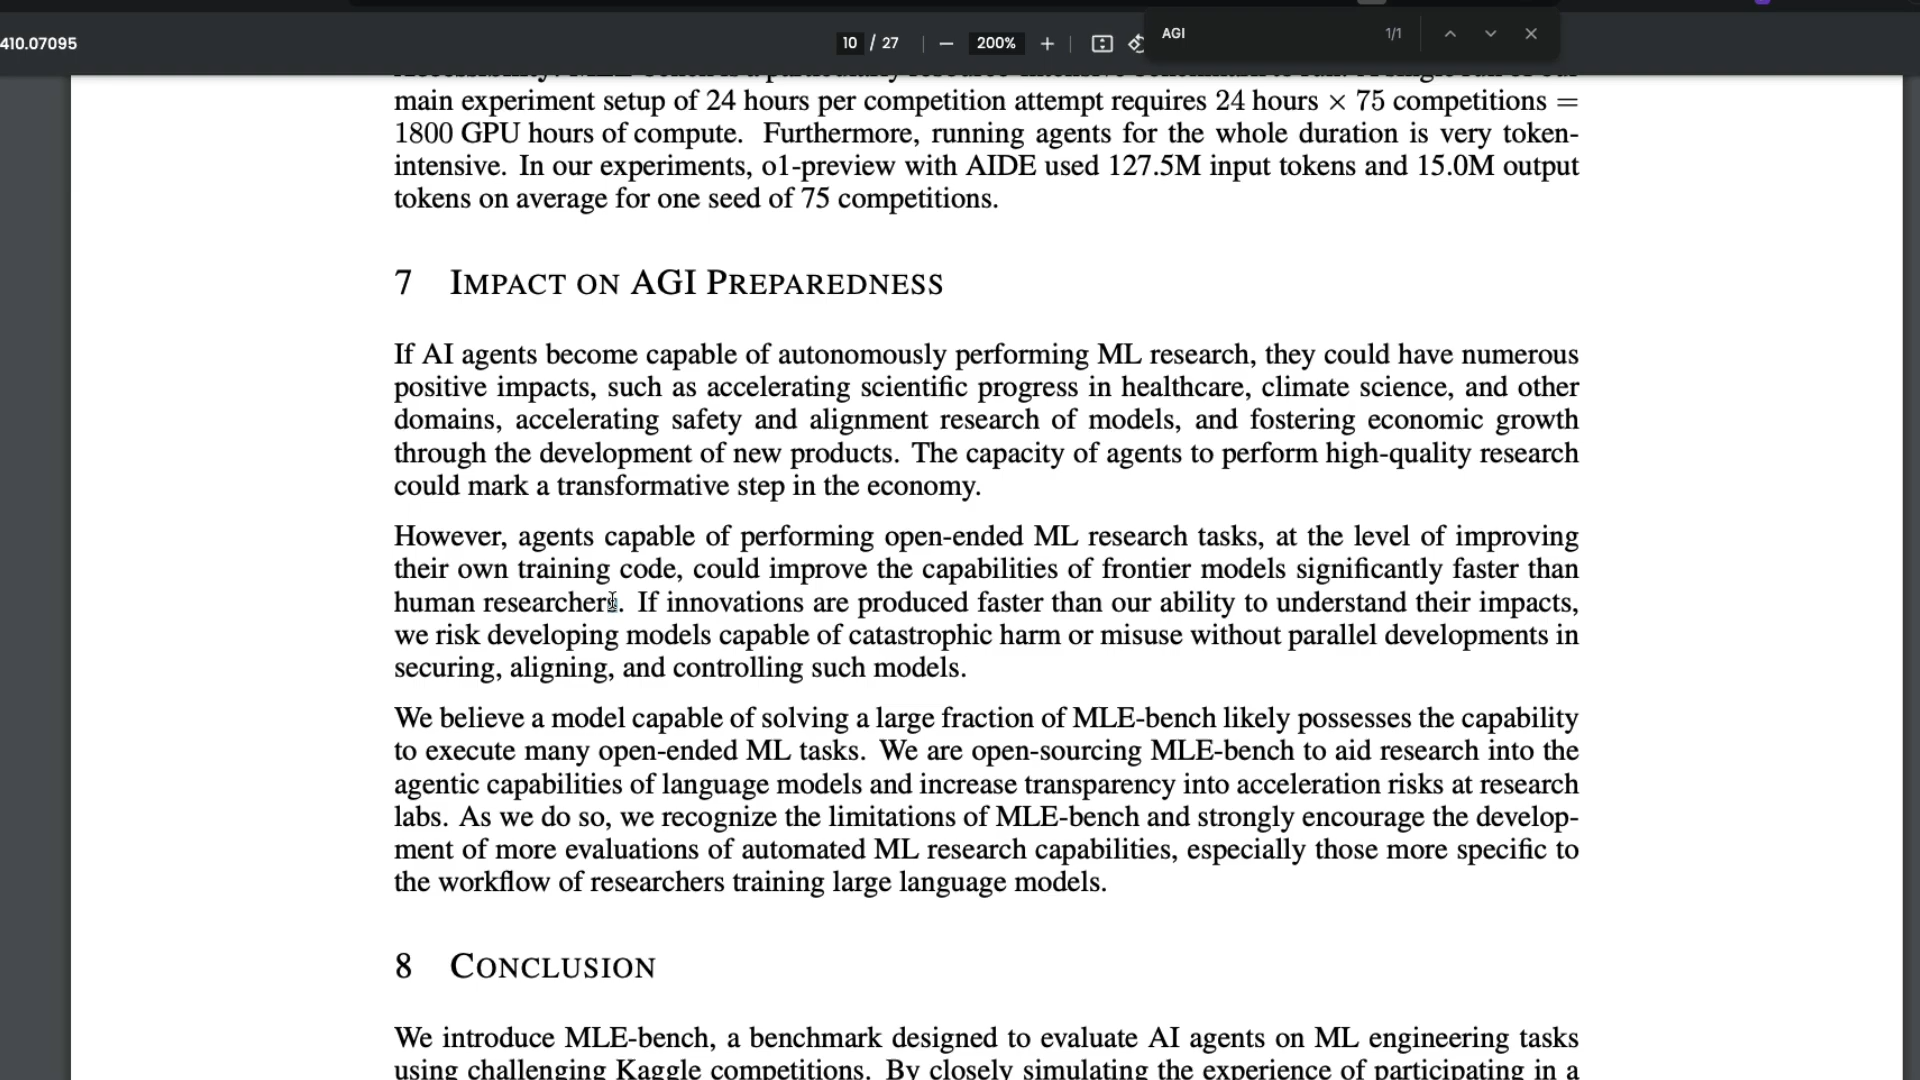 410.07095
10 / 27
200%
AGI
1/1
main experiment setup of 24 hours per competition attempt requires 24 hours × 75 competitions =
1800 GPU hours of compute. Furthermore, running agents for the whole duration is very token-
intensive. In our experiments, o1-preview with AIDE used 127.5M input tokens and 15.0M output
tokens on average for one seed of 75 competitions.
7 IMPACT ON AGI PREPAREDNESS
If AI agents become capable of autonomously performing ML research, they could have numerous
positive impacts, such as accelerating scientific progress in healthcare, climate science, and other
domains, accelerating safety and alignment research of models, and fostering economic growth
through the development of new products. The capacity of agents to perform high-quality research
could mark a transformative step in the economy.
However, agents capable of performing open-ended ML research tasks, at the level of improving
their own training code, could improve the capabilities of frontier models significantly faster than
human researchers. If innovations are produced faster than our ability to understand their impacts,
we risk developing models capable of catastrophic harm or misuse without parallel developments in
securing, aligning, and controlling such models.
We believe a model capable of solving a large fraction of MLE-bench likely possesses the capability
to execute many open-ended ML tasks. We are open-sourcing MLE-bench to aid research into the
agentic capabilities of language models and increase transparency into acceleration risks at research
labs. As we do so, we recognize the limitations of MLE-bench and strongly encourage the develop-
ment of more evaluations of automated ML research capabilities, especially those more specific to
the workflow of researchers training large language models.
8 CONCLUSION
We introduce MLE-bench, a benchmark designed to evaluate AI agents on ML engineering tasks
using challenging Kaggle competitions. By closely simulating the experience of participating in a